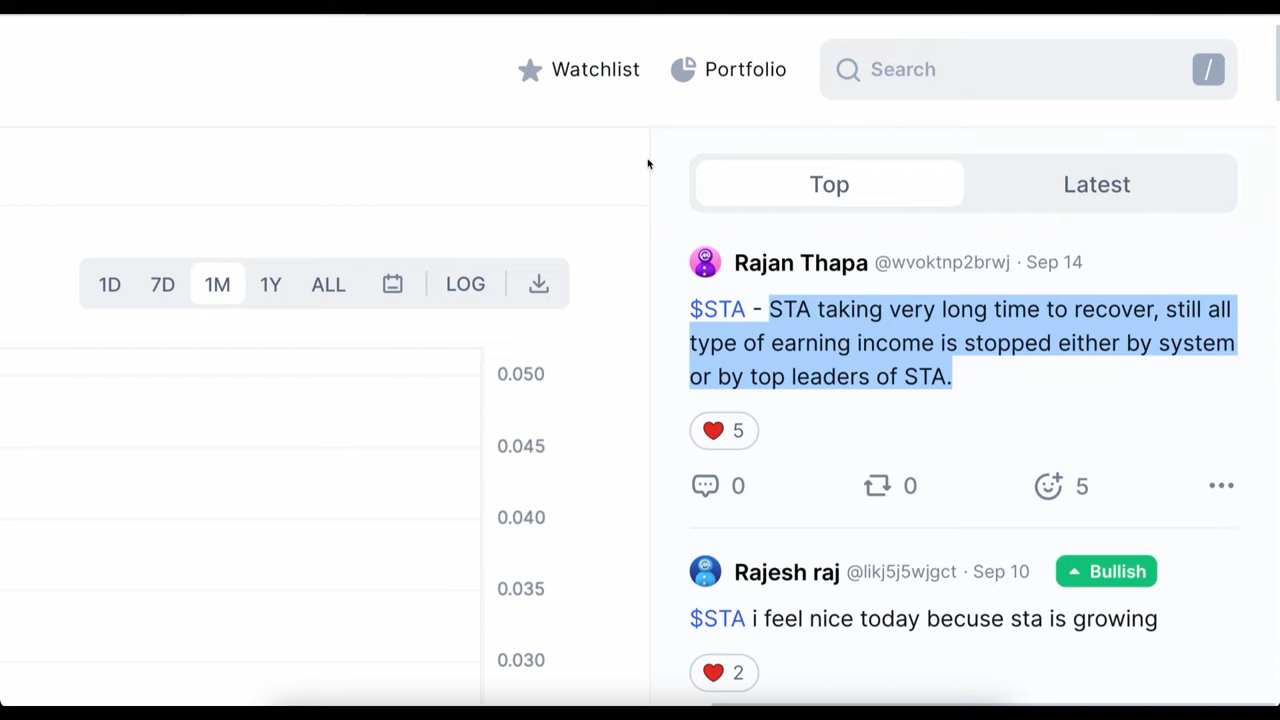 Watchlist Portfolio Search /
Top Latest
1D 7D 1M 1Y ALL LOG
0.050
0.045
0.040
0.035
0.030
Rajan Thapa @wvoktnp2brwj · Sep 14
$STA - STA taking very long time to recover, still all
type of earning income is stopped either by system
or by top leaders of STA.
5
0 0 5
Rajesh raj @likj5j5wjgct · Sep 10 Bullish
$STA i feel nice today becuse sta is growing
2